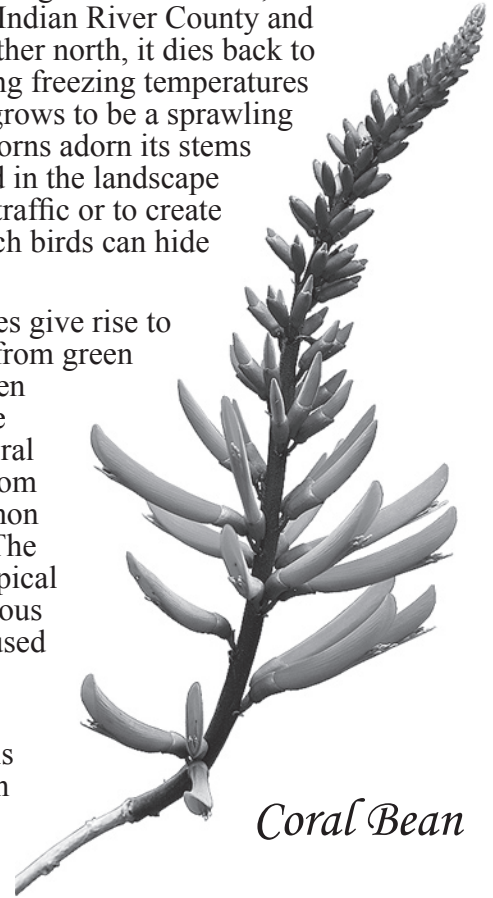 Indian River County and
ther north, it dies back to
ng freezing temperatures
grows to be a sprawling
orns adorn its stems
d in the landscape
traffic or to create
ch birds can hide
es give rise to
from green
en
e
ral
om
non
The
pical
ous
used
is
n
Coral Bean